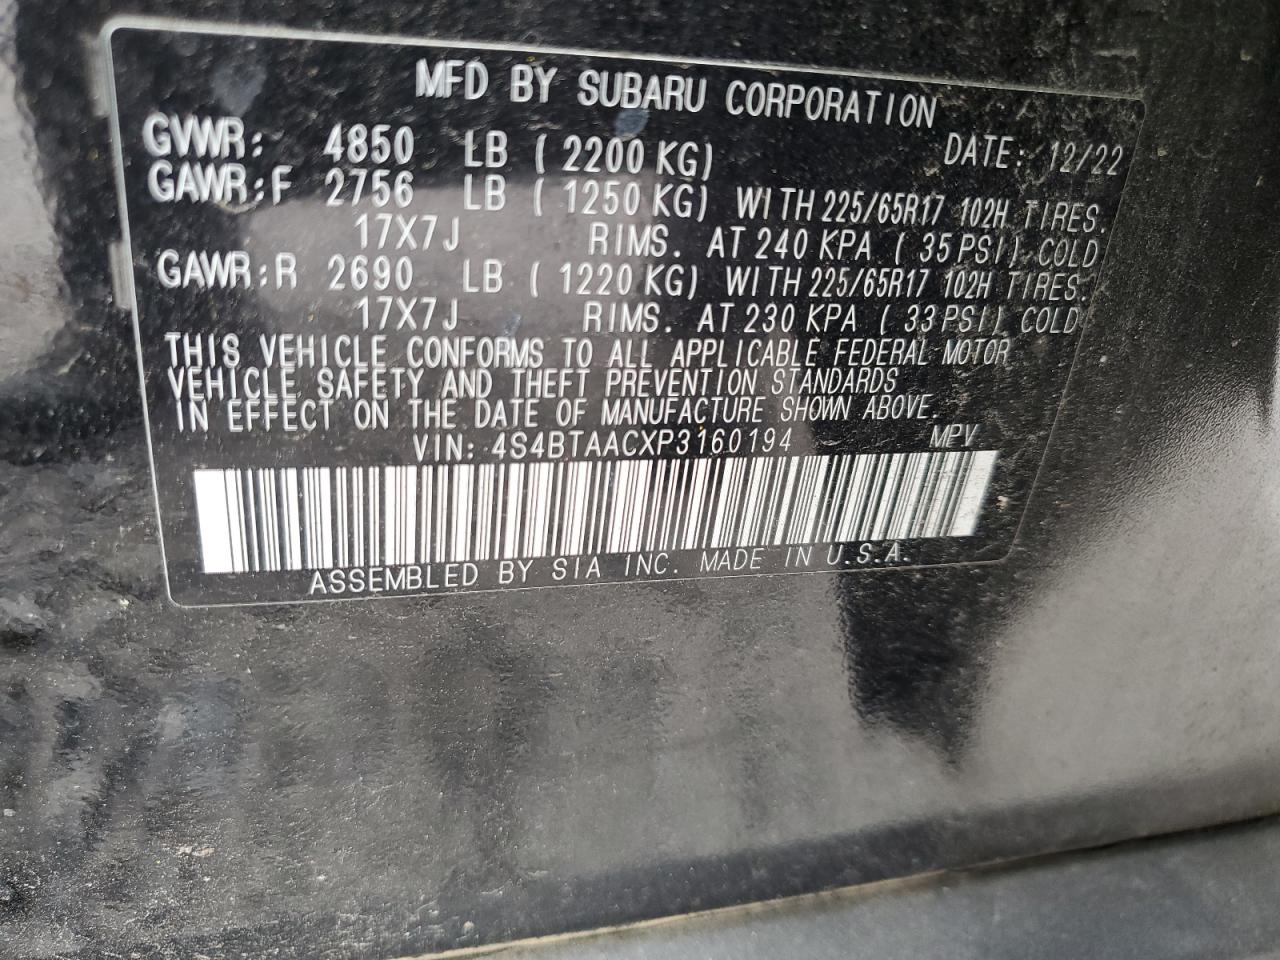 MFD BY SUBARU CORPORATION
GVWR: 4850 LB ( 2200 KG) DATE: 12/22
GAWR:F 2756 LB ( 1250 KG) WITH 225/65R17 102H TIRES.
17X7J RIMS. AT 240 KPA ( 35 PSI) COLD
GAWR:R 2690 LB ( 1220 KG) WITH 225/65R17 102H TIRES.
17X7J RIMS. AT 230 KPA ( 33 PSI) COLD
THIS VEHICLE CONFORMS TO ALL APPLICABLE FEDERAL MOTOR
VEHICLE SAFETY AND THEFT PREVENTION STANDARDS
IN EFFECT ON THE DATE OF MANUFACTURE SHOWN ABOVE.
VIN: 4S4BTAACXP3160194 MPV
ASSEMBLED BY SIA INC. MADE IN U.S.A.